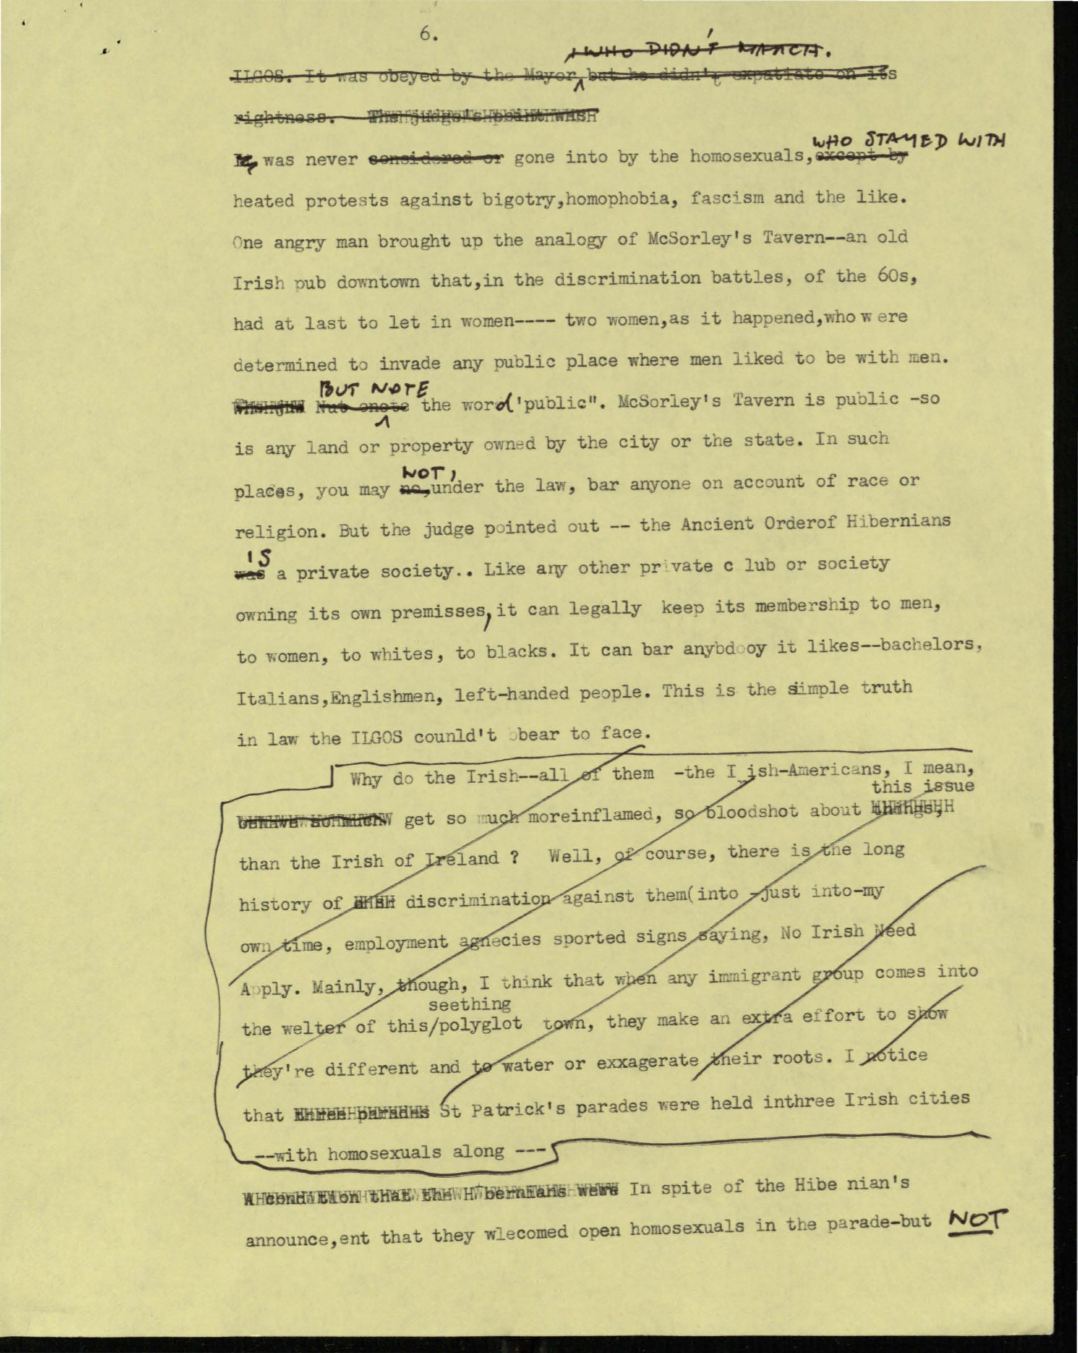 6.
, WHO DIDN'T MARCH.
ILGOS. It was obeyed by the Mayor, but he didn't expatiate on its
rightness. The judge's point was
WHO STAYED WITH
It was never considered or gone into by the homosexuals, except by
heated protests against bigotry,homophobia, fascism and the like.
One angry man brought up the analogy of McSorley's Tavern--an old
Irish pub downtown that,in the discrimination battles, of the 60s,
had at last to let in women---- two women,as it happened,who w ere
determined to invade any public place where men liked to be with men.
BUT NOTE
Nut onote the word 'public". McSorley's Tavern is public -so
is any land or property owned by the city or the state. In such
NOT,
places, you may no,under the law, bar anyone on account of race or
religion. But the judge pointed out -- the Ancient Orderof Hibernians
IS
was a private society.. Like any other private c lub or society
owning its own premisses, it can legally keep its membership to men,
to women, to whites, to blacks. It can bar anybdooy it likes--bachelors,
Italians,Englishmen, left-handed people. This is the simple truth
in law the ILGOS counld't bear to face.
Why do the Irish--all of them -the I ish-Americans, I mean,
this issue
get so much moreinflamed, so bloodshot about things,
than the Irish of Ireland ? Well, of course, there is the long
history of discrimination against them(into -just into-my
own time, employment agnecies sported signs saying, No Irish Need
Apply. Mainly, though, I think that when any immigrant group comes into
seething
the welter of this/polyglot town, they make an extra effort to show
they're different and to water or exxagerate their roots. I notice
that three parades St Patrick's parades were held inthree Irish cities
--with homosexuals along ---
A condition that the Hibernians were In spite of the Hibe nian's
announce,ent that they wlecomed open homosexuals in the parade-but NOT